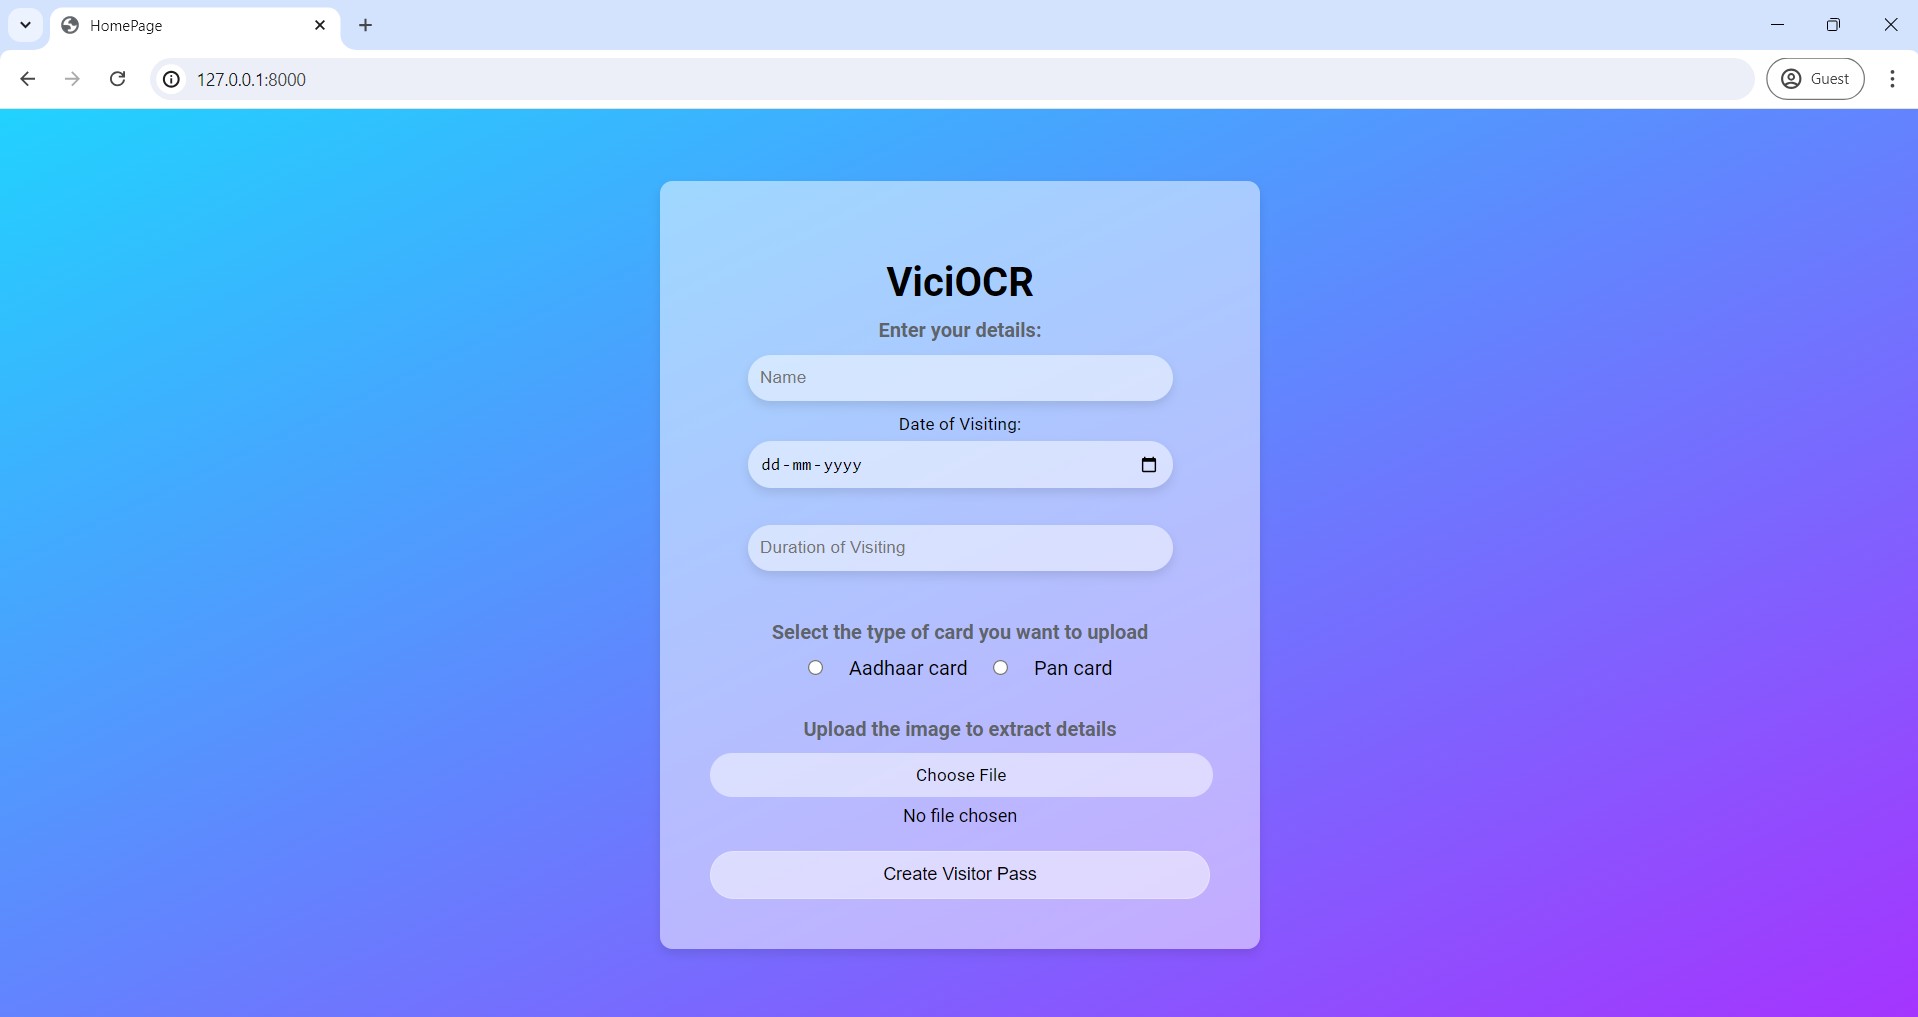 HomePage
127.0.0.1:8000
Guest
ViciOCR
Enter your details:
Name
Date of Visiting:
dd-mm-yyyy
Duration of Visiting
Select the type of card you want to upload
Aadhaar card Pan card
Upload the image to extract details
Choose File
No file chosen
Create Visitor Pass